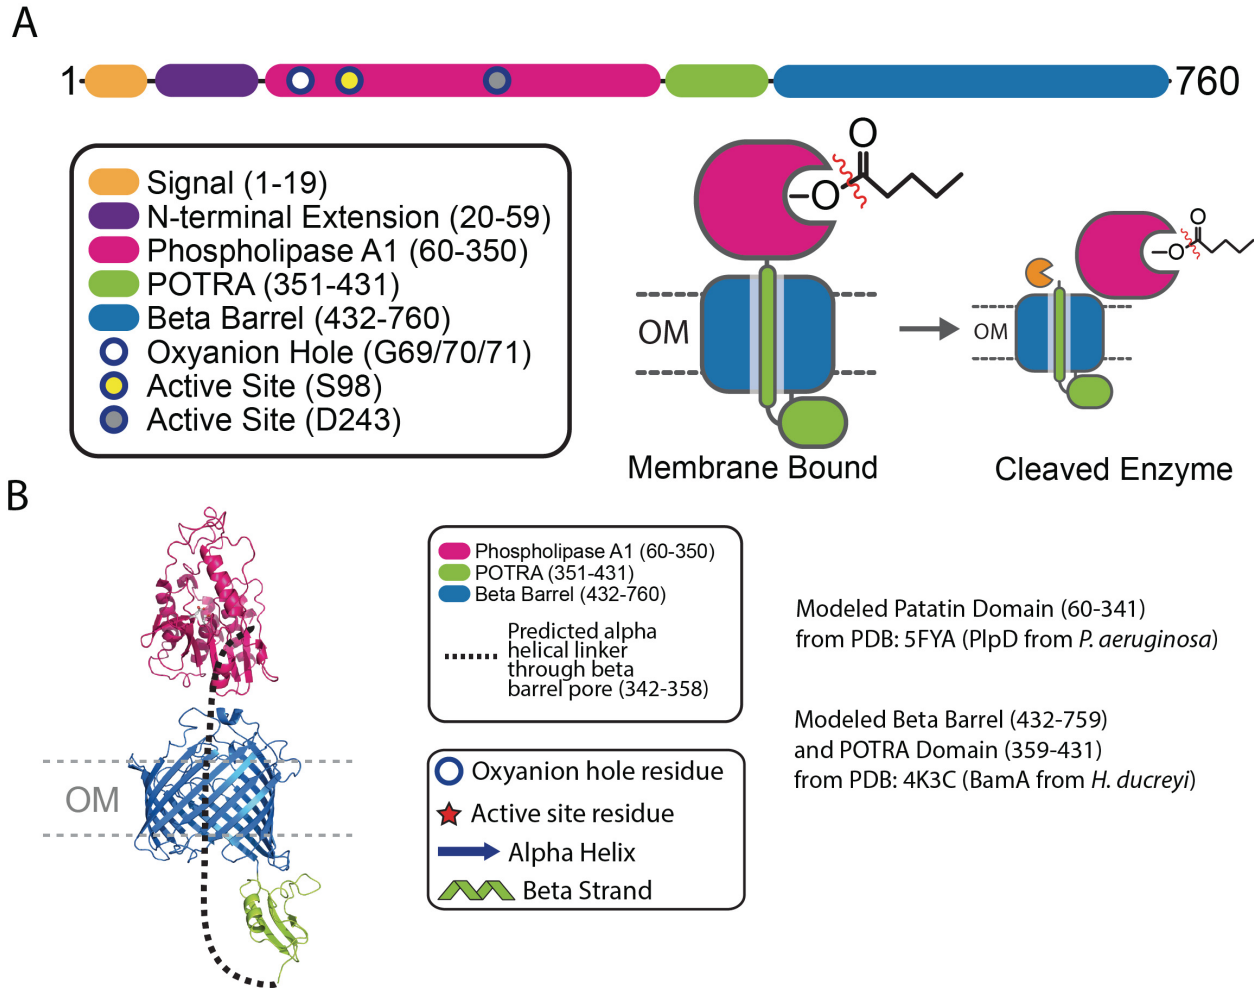 A
1
760
Signal (1-19)
N-terminal Extension (20-59)
Phospholipase A1 (60-350)
POTRA (351-431)
Beta Barrel (432-760)
Oxyanion Hole (G69/70/71)
Active Site (S98)
Active Site (D243)
O
O
OM
Membrane Bound
O
O
OM
Cleaved Enzyme
B
OM
Phospholipase A1 (60-350)
POTRA (351-431)
Beta Barrel (432-760)
Predicted alpha
helical linker
through beta
barrel pore (342-358)
Oxyanion hole residue
Active site residue
Alpha Helix
Beta Strand
Modeled Patatin Domain (60-341)
from PDB: 5FYA (PlpD from P. aeruginosa)
Modeled Beta Barrel (432-759)
and POTRA Domain (359-431)
from PDB: 4K3C (BamA from H. ducreyi)